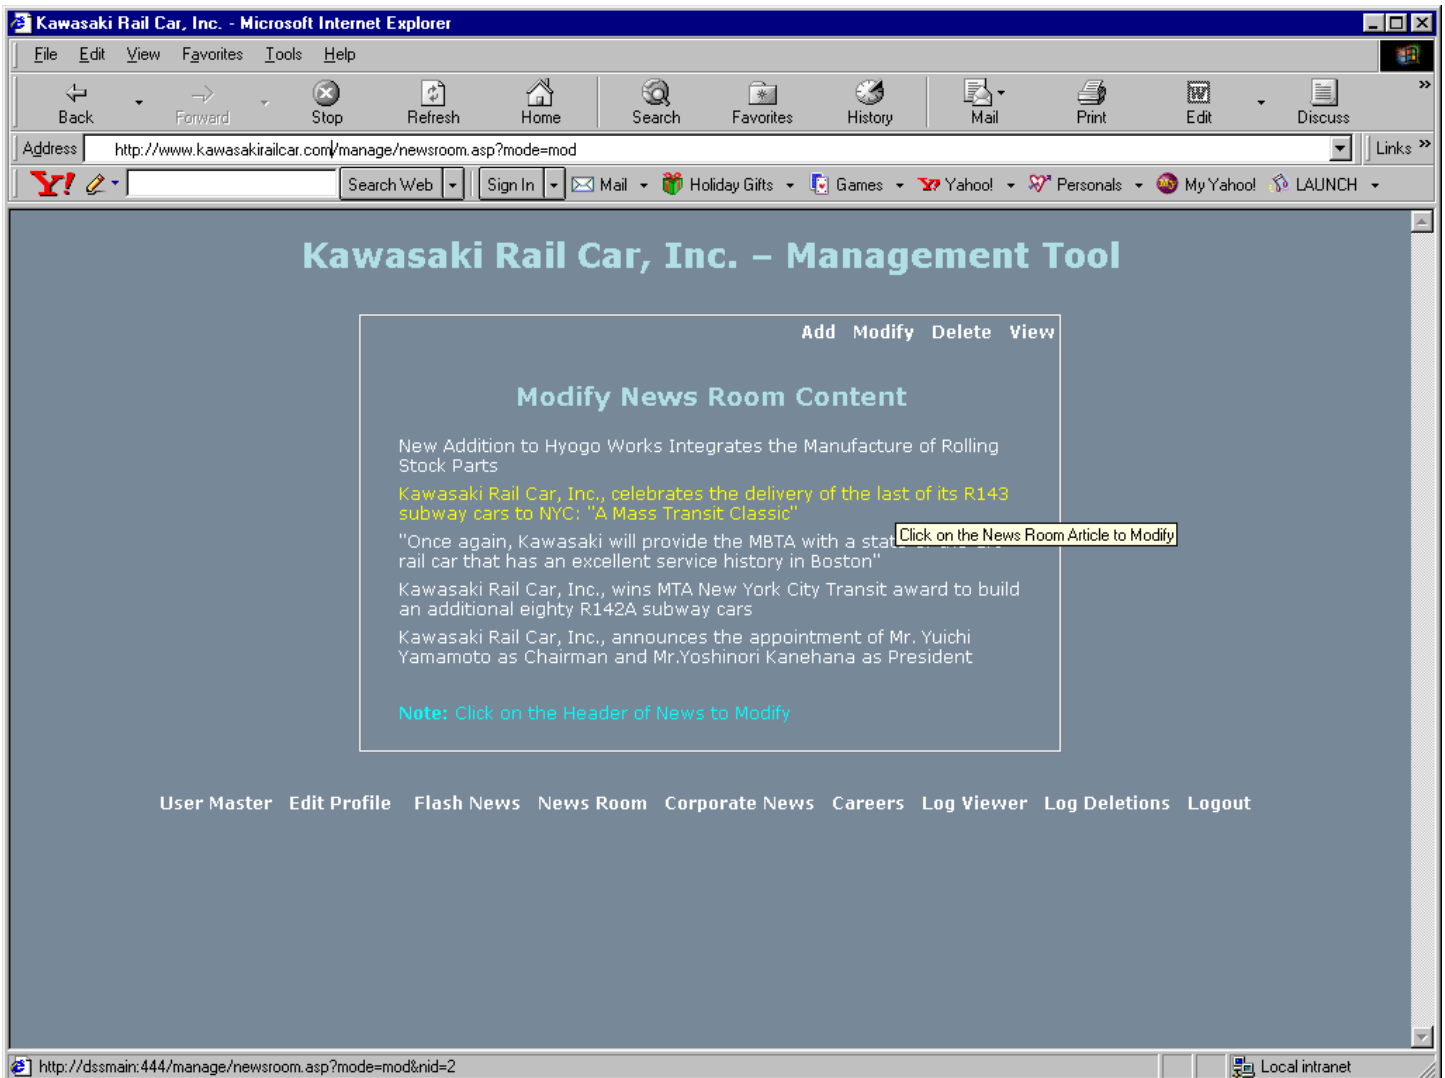 Kawasaki Rail Car, Inc. - Microsoft Internet Explorer
File Edit View Favorites Tools Help
Back Forward Stop Refresh Home Search Favorites History Mail Print Edit Discuss »
Address http://www.kawasakirailcar.com/manage/newsroom.asp?mode=mod Links »
Y! Search Web Sign In Mail Holiday Gifts Games Yahoo! Personals My Yahoo! LAUNCH
Kawasaki Rail Car, Inc. – Management Tool
Add Modify Delete View
Modify News Room Content
New Addition to Hyogo Works Integrates the Manufacture of Rolling
Stock Parts
Kawasaki Rail Car, Inc., celebrates the delivery of the last of its R143
subway cars to NYC: "A Mass Transit Classic"
Click on the News Room Article to Modify
"Once again, Kawasaki will provide the MBTA with a state
rail car that has an excellent service history in Boston"
Kawasaki Rail Car, Inc., wins MTA New York City Transit award to build
an additional eighty R142A subway cars
Kawasaki Rail Car, Inc., announces the appointment of Mr. Yuichi
Yamamoto as Chairman and Mr.Yoshinori Kanehana as President
Note: Click on the Header of News to Modify
User Master Edit Profile Flash News News Room Corporate News Careers Log Viewer Log Deletions Logout
http://dssmain:444/manage/newsroom.asp?mode=mod&nid=2 Local intranet